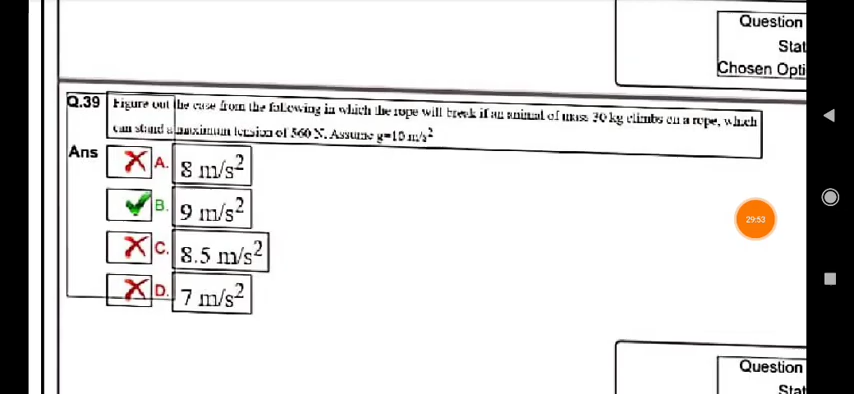 Question
Stat
Chosen Opti
Q.39 Figure out the case from the following in which the rope will break if an animal of mass 30 kg climbs on a rope, which
can stand a maximum tension of 560 N. Assume g=10 m/s²
Ans
A. 8 m/s²
B. 9 m/s²
C. 8.5 m/s²
D. 7 m/s²
29:53
Question
Stat